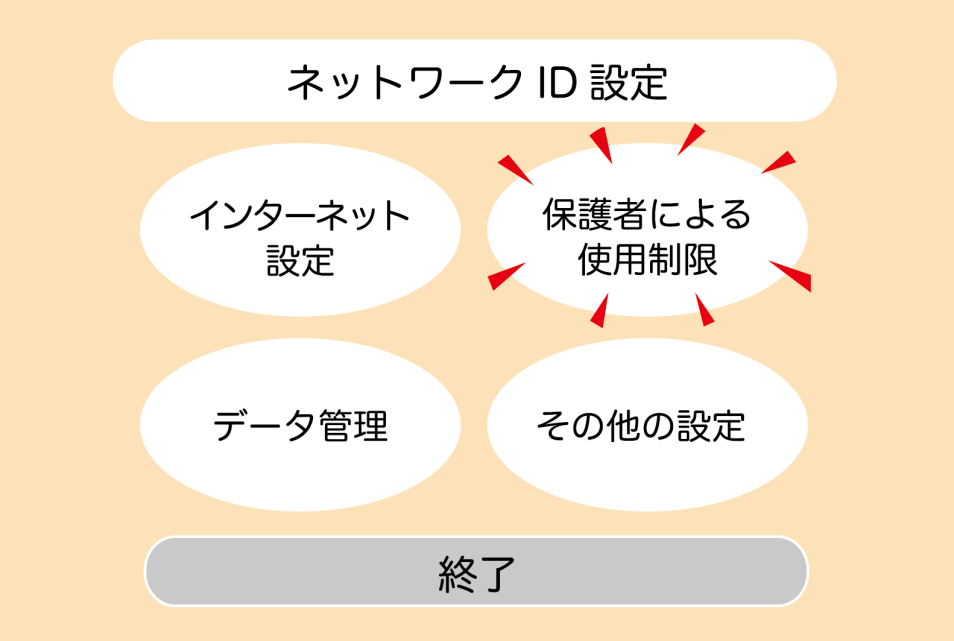 ネットワークID設定
インターネット
設定
保護者による
使用制限
データ管理
その他の設定
終了